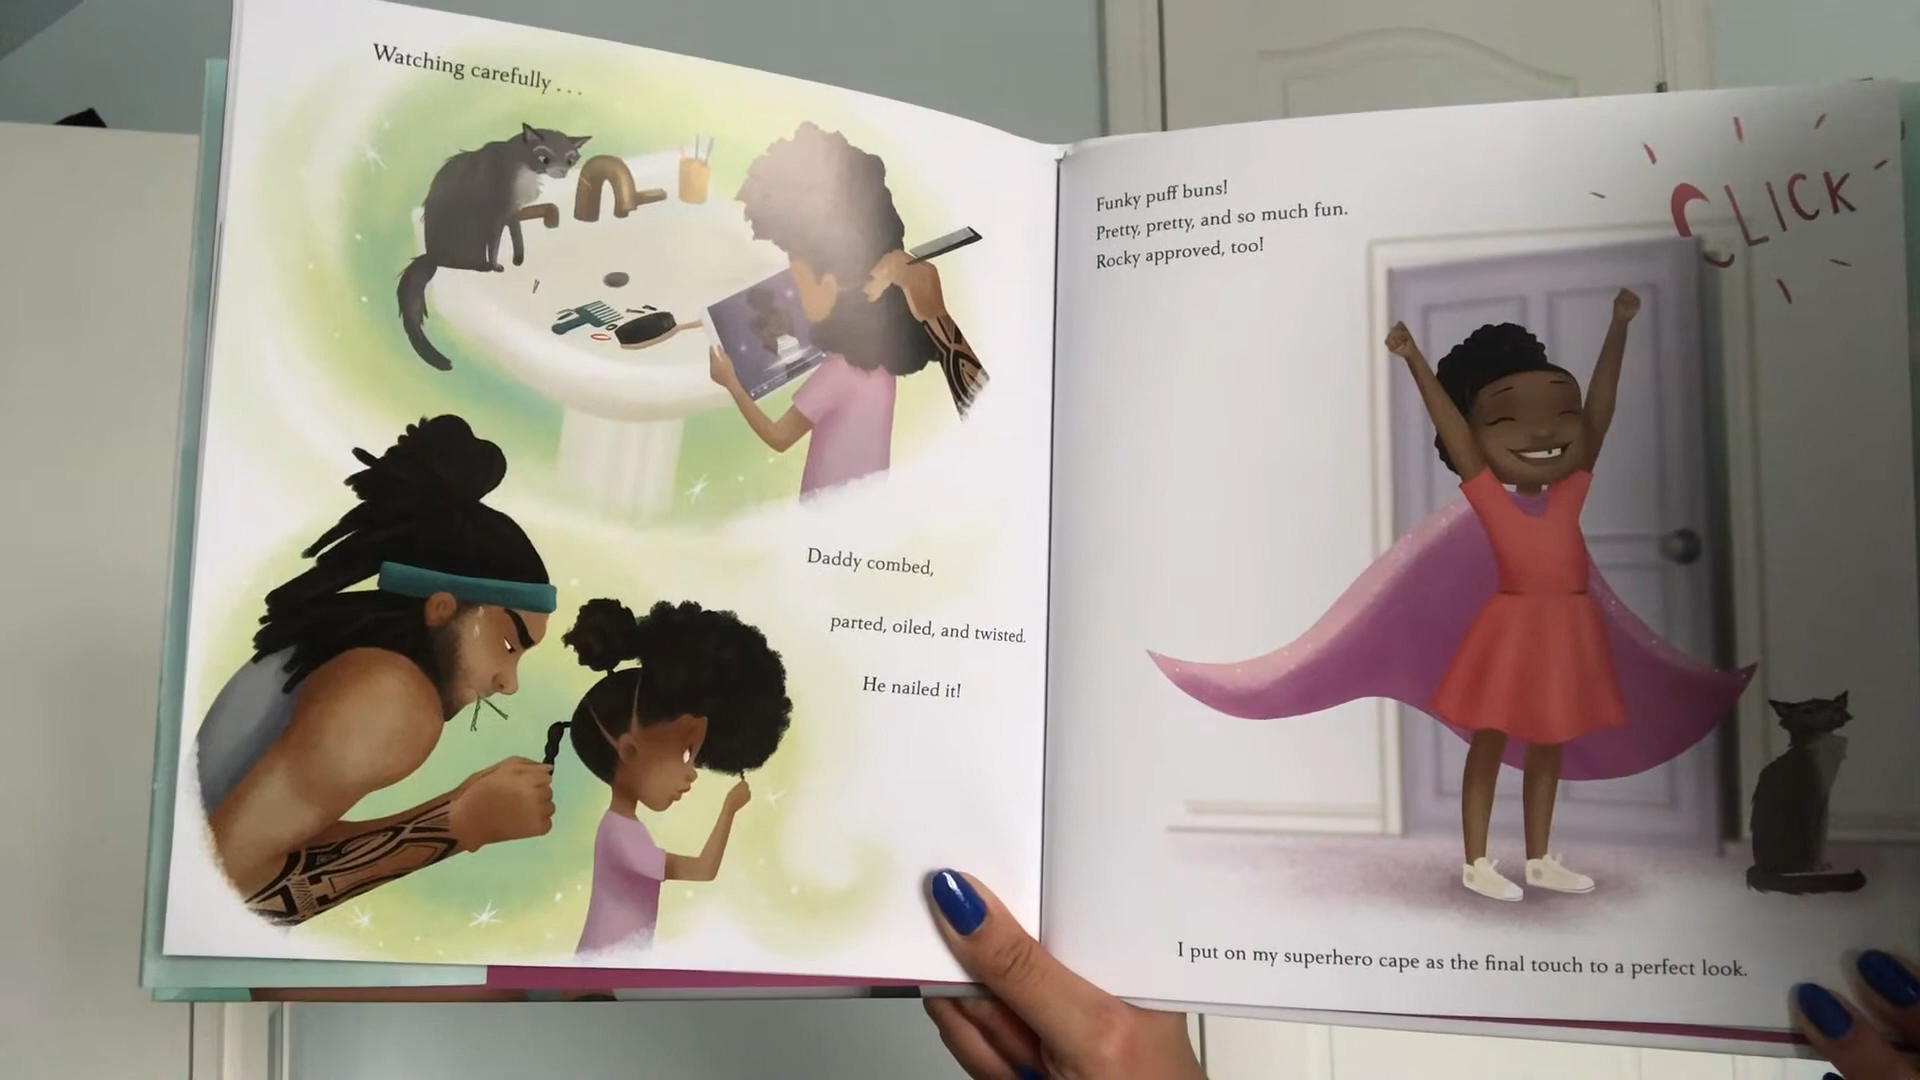 Watching carefully . . .
Daddy combed,
parted, oiled, and twisted.
He nailed it!
Funky puff buns!
Pretty, pretty, and so much fun.
Rocky approved, too!
CLICK
I put on my superhero cape as the final touch to a perfect look.